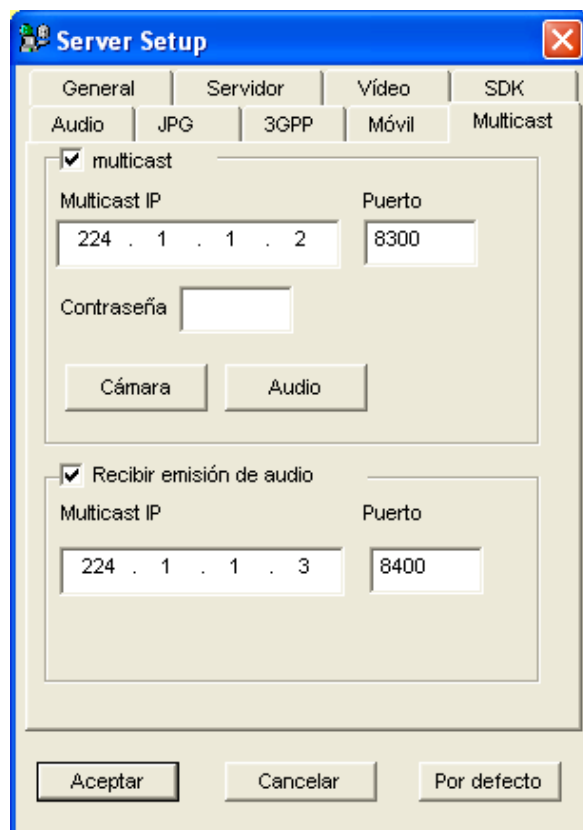 Server Setup
General Servidor Vídeo SDK
Audio JPG 3GPP Móvil Multicast
multicast
Multicast IP Puerto
224 . 1 . 1 . 2 8300
Contraseña
Cámara Audio
Recibir emisión de audio
Multicast IP Puerto
224 . 1 . 1 . 3 8400
Aceptar Cancelar Por defecto